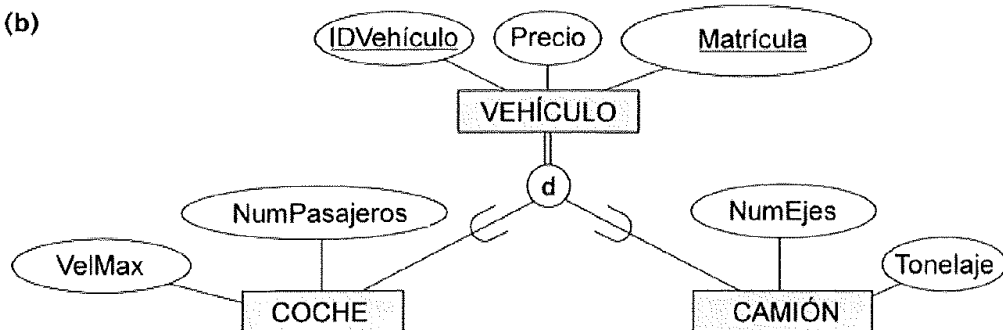 (b)
IDVehículo Precio Matrícula
VEHÍCULO
d
NumPasajeros NumEjes
VelMax Tonelaje
COCHE CAMIÓN